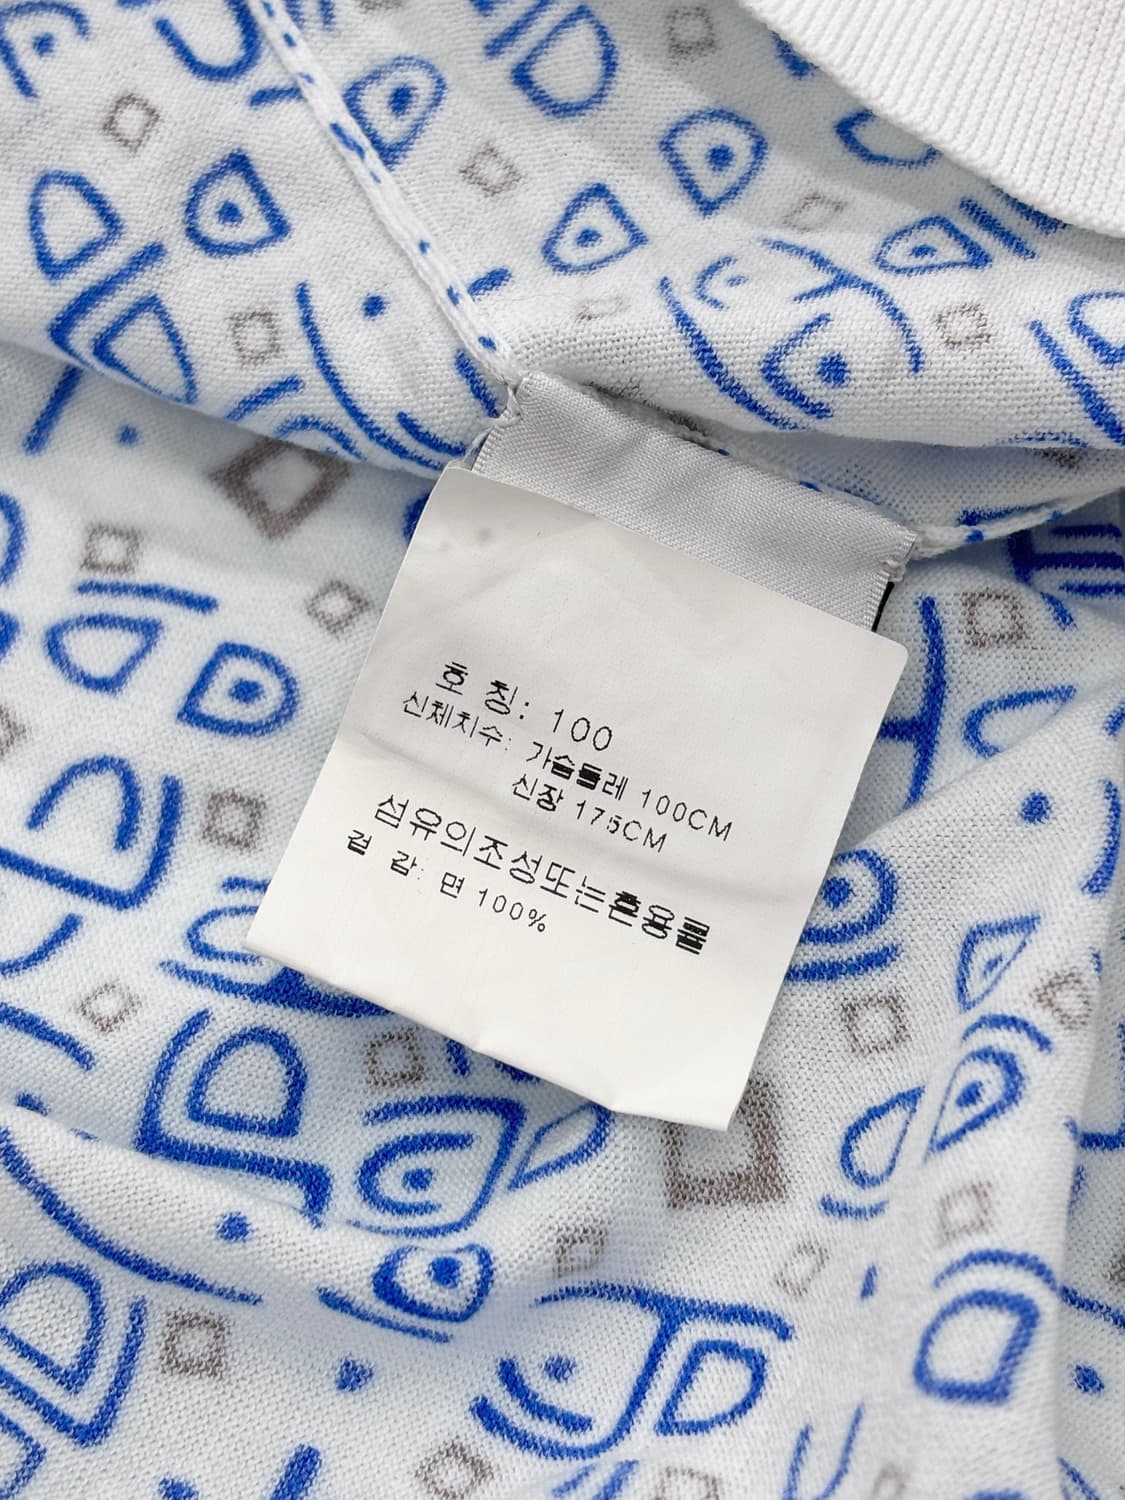 호 칭: 100
신체치수: 가슴둘레 100CM
신장 175CM
섬유의조성또는혼용률
겉 감: 면 100%